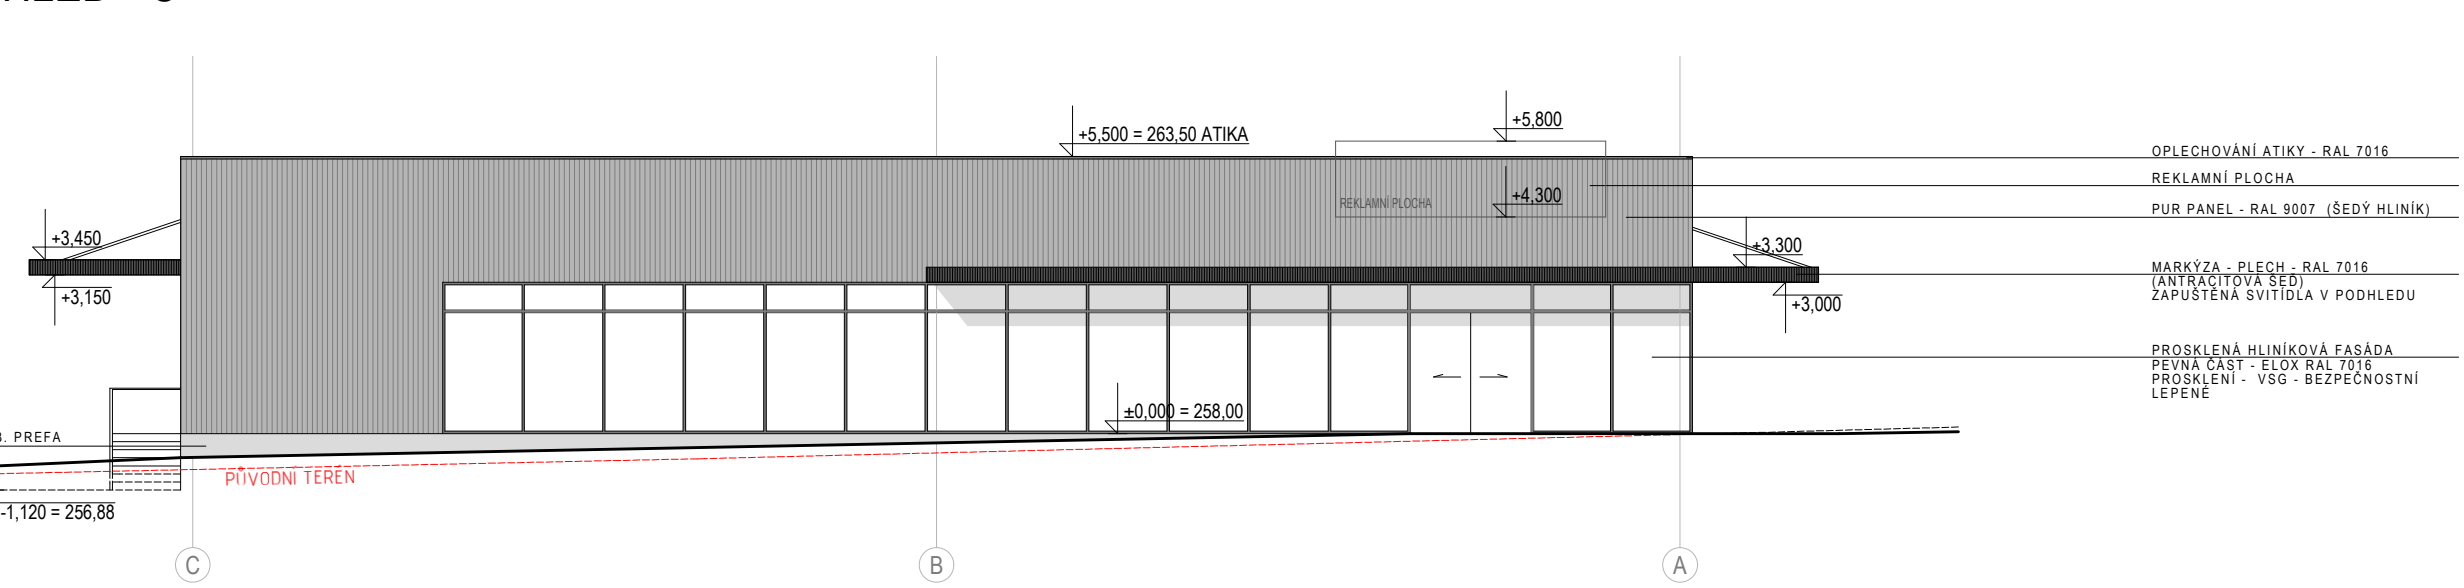 +5,800
+5,500 = 263,50 ATIKA
OPLECHOVÁNÍ ATIKY - RAL 7016
REKLAMNÍ PLOCHA
+4,300
REKLAMNÍ PLOCHA
PUR PANEL - RAL 9007 (ŠEDÝ HLINÍK)
+3,450
+3,300
MARKÝZA - PLECH - RAL 7016
(ANTRACITOVÁ ŠEĎ)
ZAPUŠTĚNÁ SVITÍDLA V PODHLEDU
+3,150
+3,000
PROSKLENÁ HLINÍKOVÁ FASÁDA
PEVNÁ ČÁST - ELOX RAL 7016
PROSKLENÍ - VSG - BEZPEČNOSTNÍ
LEPENÉ
±0,000 = 258,00
PREFA
PŮVODNÍ TERÉN
-1,120 = 256,88
C
B
A